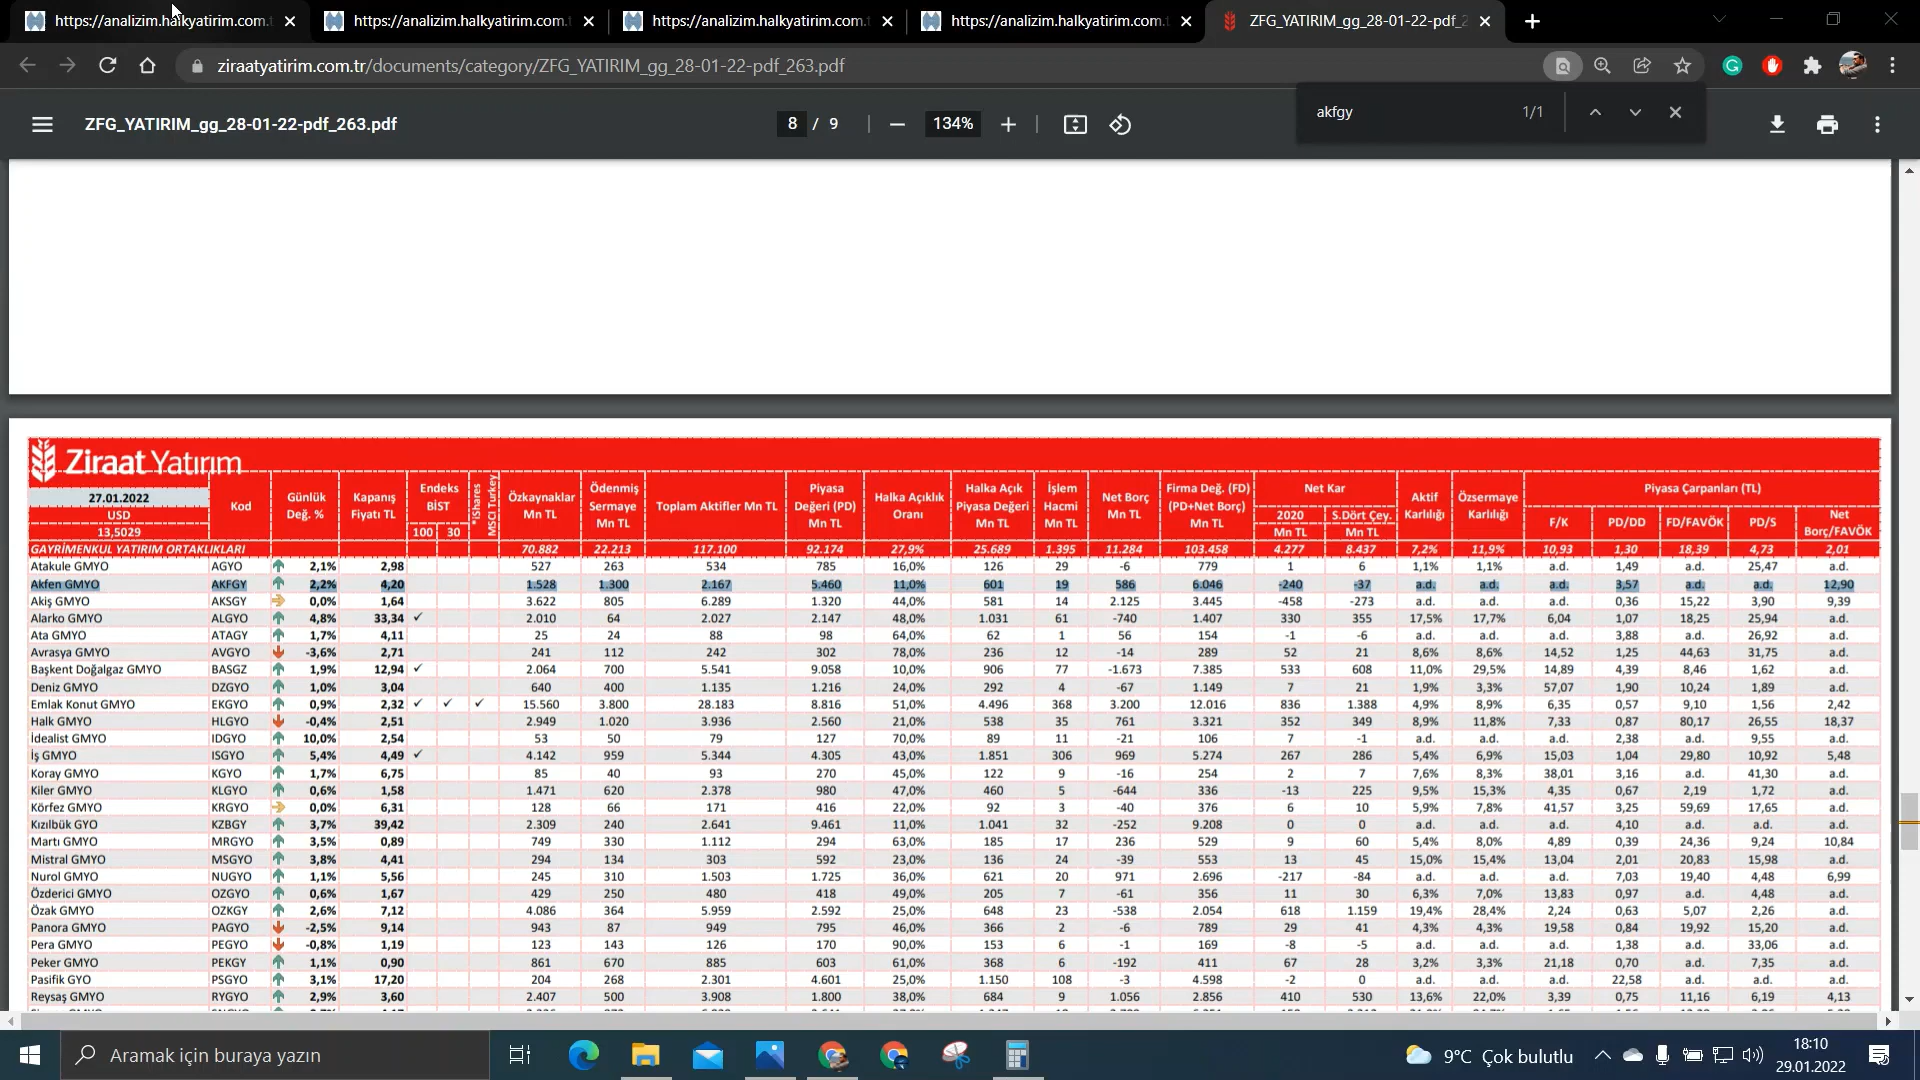 https://analizim.halkyatirim.com.t
https://analizim.halkyatirim.com.t
https://analizim.halkyatirim.com.t
https://analizim.halkyatirim.com.t
ZFG_YATIRIM_gg_28-01-22-pdf_2
ziraatyatirim.com.tr/documents/category/ZFG_YATIRIM_gg_28-01-22-pdf_263.pdf
akfgy 1/1
ZFG_YATIRIM_gg_28-01-22-pdf_263.pdf 8 / 9 134%
Ziraat Yatırım
27.01.2022
USD
13,5029
Kod
Günlük Değ. %
Kapanış Fiyatı TL
Endeks BİST 100 30
*iShares MSCI Turkey
Özkaynaklar Mn TL
Ödenmiş Sermaye Mn TL
Toplam Aktifler Mn TL
Piyasa Değeri (PD) Mn TL
Halka Açıklık Oranı
Halka Açık Piyasa Değeri Mn TL
İşlem Hacmi Mn TL
Net Borç Mn TL
Firma Değ. (FD) (PD+Net Borç) Mn TL
Net Kar
2020 Mn TL
S.Dört Çey. Mn TL
Aktif Karlılığı
Özsermaye Karlılığı
Piyasa Çarpanları (TL)
F/K PD/DD FD/FAVÖK PD/S Net Borç/FAVÖK
GAYRİMENKUL YATIRIM ORTAKLIKLARI 70.882 22.213 117.100 92.174 27,9% 25.689 1.395 11.284 103.458 4.277 8.437 7,2% 11,9% 10,93 1,30 18,39 4,73 2,01
Atakule GMYO AGYO 2,1% 2,98 527 263 534 785 16,0% 126 29 -6 779 1 6 1,1% 1,1% a.d. 1,49 a.d. 25,47 a.d.
Akfen GMYO AKFGY 2,2% 4,20 1.528 1.300 2.167 5.460 11,0% 601 19 586 6.046 -240 -37 a.d. a.d. a.d. 3,57 a.d. a.d. 12,90
Akiş GMYO AKSGY 0,0% 1,64 3.622 805 6.289 1.320 44,0% 581 14 2.125 3.445 -458 -273 a.d. a.d. a.d. 0,36 15,22 3,90 9,39
Alarko GMYO ALGYO 4,8% 33,34 ✓ 2.010 64 2.027 2.147 48,0% 1.031 61 -740 1.407 330 355 17,5% 17,7% 6,04 1,07 18,25 25,94 a.d.
Ata GMYO ATAGY 1,7% 4,11 25 24 88 98 64,0% 62 1 56 154 -1 -6 a.d. a.d. a.d. 3,88 a.d. 26,92 a.d.
Avrasya GMYO AVGYO -3,6% 2,71 241 112 242 302 78,0% 236 12 -14 289 52 21 8,6% 8,6% 14,52 1,25 44,63 31,75 a.d.
Başkent Doğalgaz GMYO BASGZ 1,9% 12,94 ✓ 2.064 700 5.541 9.058 10,0% 906 77 -1.673 7.385 533 608 11,0% 29,5% 14,89 4,39 8,46 1,62 a.d.
Deniz GMYO DZGYO 1,0% 3,04 640 400 1.135 1.216 24,0% 292 4 -67 1.149 7 21 1,9% 3,3% 57,07 1,90 10,24 1,89 a.d.
Emlak Konut GMYO EKGYO 0,9% 2,32 ✓ ✓ ✓ 15.560 3.800 28.183 8.816 51,0% 4.496 368 3.200 12.016 836 1.388 4,9% 8,9% 6,35 0,57 9,10 1,56 2,42
Halk GMYO HLGYO -0,4% 2,51 2.949 1.020 3.936 2.560 21,0% 538 35 761 3.321 352 349 8,9% 11,8% 7,33 0,87 80,17 26,55 18,37
İdealist GMYO IDGYO 10,0% 2,54 53 50 79 127 70,0% 89 11 -21 106 7 -1 a.d. a.d. a.d. 2,38 a.d. 9,55 a.d.
İş GMYO ISGYO 5,4% 4,49 ✓ 4.142 959 5.344 4.305 43,0% 1.851 306 969 5.274 267 286 5,4% 6,9% 15,03 1,04 29,80 10,92 5,48
Koray GMYO KGYO 1,7% 6,75 85 40 93 270 45,0% 122 9 -16 254 2 7 7,6% 8,3% 38,01 3,16 a.d. 41,30 a.d.
Kiler GMYO KLGYO 0,6% 1,58 1.471 620 2.378 980 47,0% 460 5 -644 336 -13 225 9,5% 15,3% 4,35 0,67 2,19 1,72 a.d.
Körfez GMYO KRGYO 0,0% 6,31 128 66 171 416 22,0% 92 3 -40 376 6 10 5,9% 7,8% 41,57 3,25 59,69 17,65 a.d.
Kızılbük GYO KZBGY 3,7% 39,42 2.309 240 2.641 9.461 11,0% 1.041 32 -252 9.208 0 0 a.d. a.d. a.d. 4,10 a.d. a.d. a.d.
Martı GMYO MRGYO 3,5% 0,89 749 330 1.112 294 63,0% 185 17 236 529 9 60 5,4% 8,0% 4,89 0,39 24,36 9,24 10,84
Mistral GMYO MSGYO 3,8% 4,41 294 134 303 592 23,0% 136 24 -39 553 13 45 15,0% 15,4% 13,04 2,01 20,83 15,98 a.d.
Nurol GMYO NUGYO 1,1% 5,56 245 310 1.503 1.725 36,0% 621 20 971 2.696 -217 -84 a.d. a.d. a.d. 7,03 19,40 4,48 6,99
Özderici GMYO OZGYO 0,6% 1,67 429 250 480 418 49,0% 205 7 -61 356 11 30 6,3% 7,0% 13,83 0,97 a.d. 4,48 a.d.
Özak GMYO OZKGY 2,6% 7,12 4.086 364 5.959 2.592 25,0% 648 23 -538 2.054 618 1.159 19,4% 28,4% 2,24 0,63 5,07 2,26 a.d.
Panora GMYO PAGYO -2,5% 9,14 943 87 949 795 46,0% 366 2 -6 789 29 41 4,3% 4,3% 19,58 0,84 19,92 15,20 a.d.
Pera GMYO PEGYO -0,8% 1,19 123 143 126 170 90,0% 153 6 -1 169 -8 -5 a.d. a.d. a.d. 1,38 a.d. 33,06 a.d.
Peker GMYO PEKGY 1,1% 0,90 861 670 885 603 61,0% 368 6 -192 411 67 28 3,2% 3,3% 21,18 0,70 a.d. 7,35 a.d.
Pasifik GYO PSGYO 3,1% 17,20 204 268 2.301 4.601 25,0% 1.150 108 -3 4.598 -2 0 a.d. a.d. a.d. 22,58 a.d. a.d. a.d.
Reysaş GMYO RYGYO 2,9% 3,60 2.407 500 3.908 1.800 38,0% 684 9 1.056 2.856 410 530 13,6% 22,0% 3,39 0,75 11,16 6,19 4,13
Aramak için buraya yazın
9°C Çok bulutlu
18:10
29.01.2022